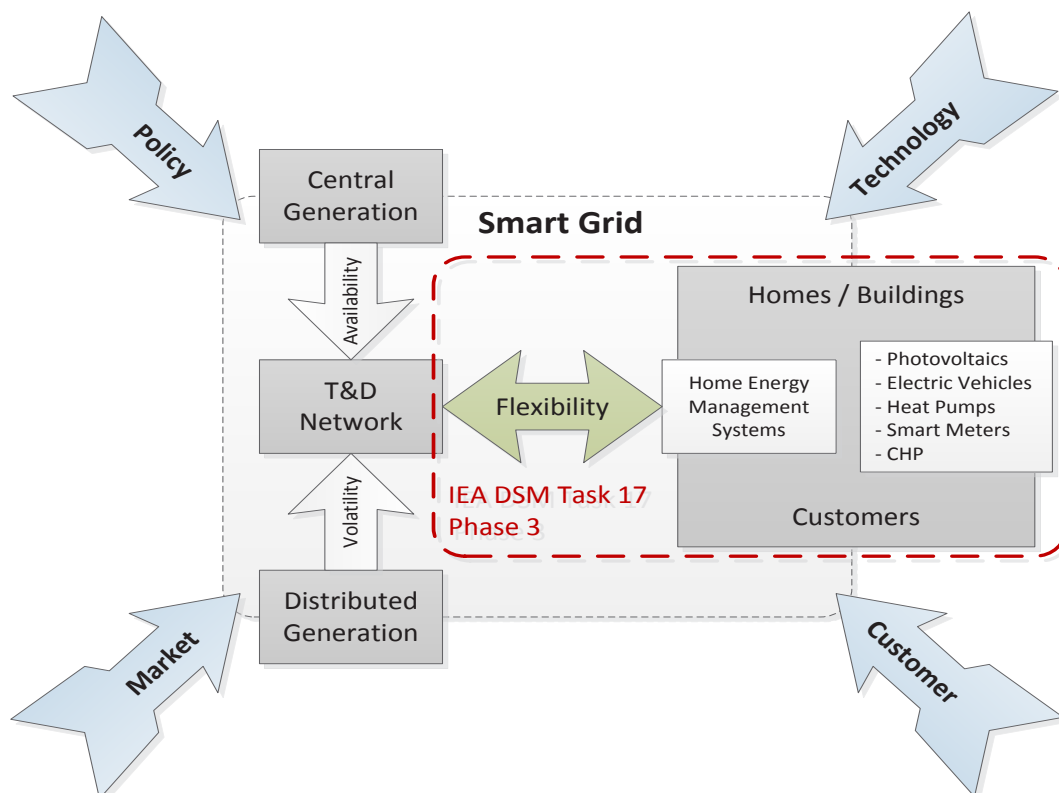 Policy
Technology
Central
Generation
Smart Grid
Availability
Homes / Buildings
T&D
Network
Flexibility
Home Energy
Management
Systems
- Photovoltaics
- Electric Vehicles
- Heat Pumps
- Smart Meters
- CHP
IEA DSM Task 17
Phase 3
Customers
Volatility
Distributed
Generation
Market
Customer